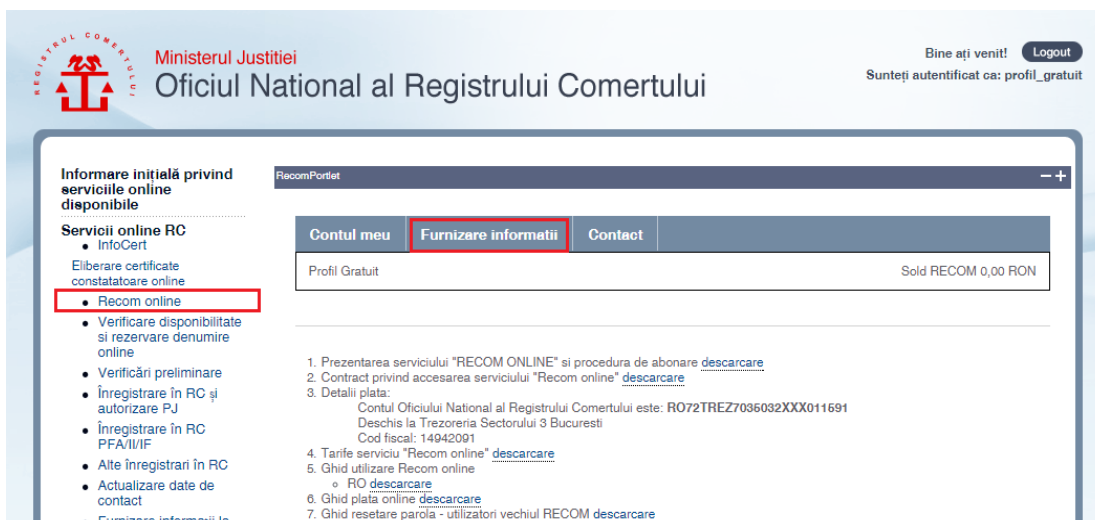 REGISTRUL COMERTULUI
Ministerul Justitiei
Oficiul National al Registrului Comertului
Bine ați venit! Logout
Sunteți autentificat ca: profil_gratuit
Informare inițială privind
serviciile online
disponibile
Servicii online RC
InfoCert
Eliberare certificate
constatatoare online
Recom online
Verificare disponibilitate
si rezervare denumire
online
Verificări preliminare
Înregistrare în RC și
autorizare PJ
Înregistrare în RC
PFA/II/IF
Alte înregistrari în RC
Actualizare date de
contact
RecomPortlet
Contul meu Furnizare informatii Contact
Profil Gratuit Sold RECOM 0,00 RON
1. Prezentarea serviciului "RECOM ONLINE" si procedura de abonare descarcare
2. Contract privind accesarea serviciului "Recom online" descarcare
3. Detalii plata:
Contul Oficiului National al Registrului Comertului este: RO72TREZ7035032XXX011591
Deschis la Trezoreria Sectorului 3 Bucuresti
Cod fiscal: 14942091
4. Tarife serviciu "Recom online" descarcare
5. Ghid utilizare Recom online
RO descarcare
6. Ghid plata online descarcare
7. Ghid resetare parola - utilizatori vechiul RECOM descarcare